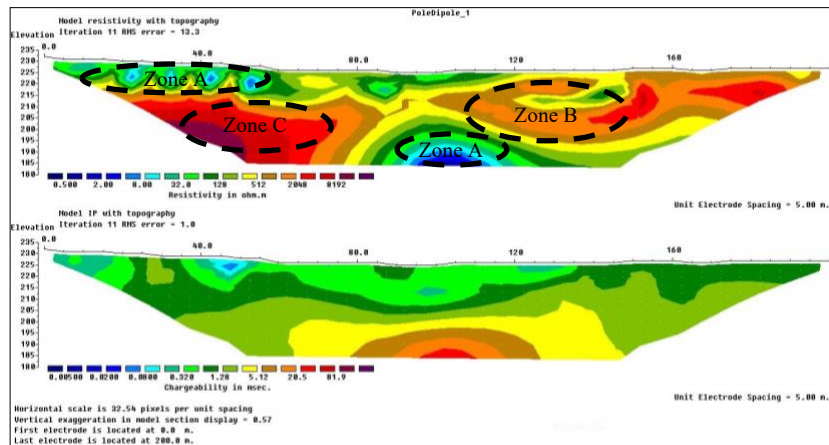 PoleDipole_1
Model resistivity with topography
Iteration 11 RMS error = 13.3
Elevation
0.0
40.0
80.0
120
160
235
230
225
220
215
210
205
200
195
190
185
180
Zone A
Zone B
Zone C
Zone A
0.500 2.00 8.00 32.0 128 512 2048 8192
Resistivity in ohm.m
Unit Electrode Spacing = 5.00 m.
Model IP with topography
Iteration 11 RMS error = 1.0
Elevation
0.0
40.0
80.0
120
160
235
230
225
220
215
210
205
200
195
190
185
180
0.00500 0.0200 0.0800 0.320 1.28 5.12 20.5 81.9
Chargeability in msec.
Unit Electrode Spacing = 5.00 m.
Horizontal scale is 32.54 pixels per unit spacing
Vertical exaggeration in model section display = 0.57
First electrode is located at 0.0 m.
Last electrode is located at 200.0 m.